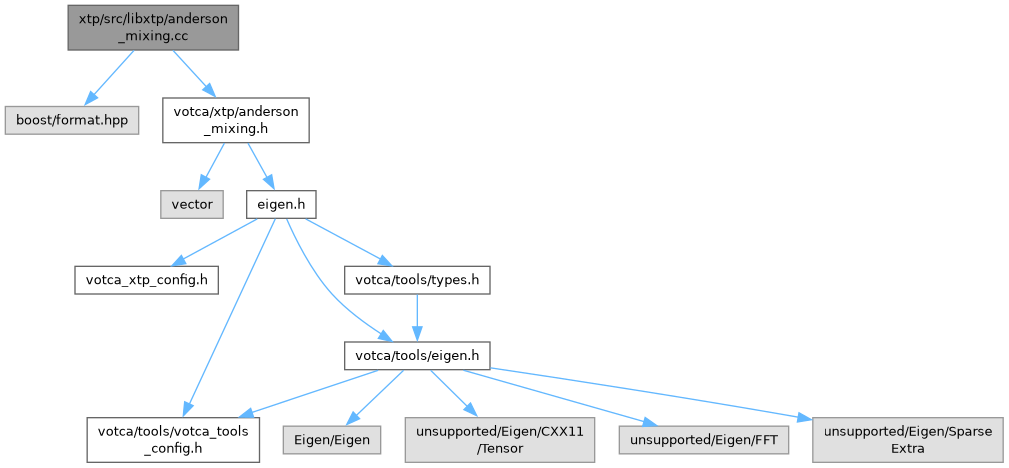 xtp/src/libxtp/anderson
_mixing.cc
boost/format.hpp
votca/xtp/anderson
_mixing.h
vector
eigen.h
votca_xtp_config.h
votca/tools/types.h
votca/tools/eigen.h
votca/tools/votca_tools
_config.h
Eigen/Eigen
unsupported/Eigen/CXX11
/Tensor
unsupported/Eigen/FFT
unsupported/Eigen/Sparse
Extra